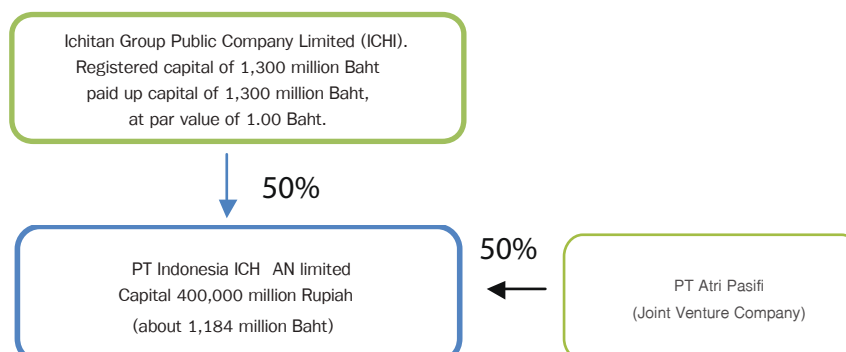 Ichitan Group Public Company Limited (ICHI).
Registered capital of 1,300 million Baht
paid up capital of 1,300 million Baht,
at par value of 1.00 Baht.
50%
PT Indonesia ICH AN limited
Capital 400,000 million Rupiah
(about 1,184 million Baht)
50%
PT Atri Pasifi
(Joint Venture Company)